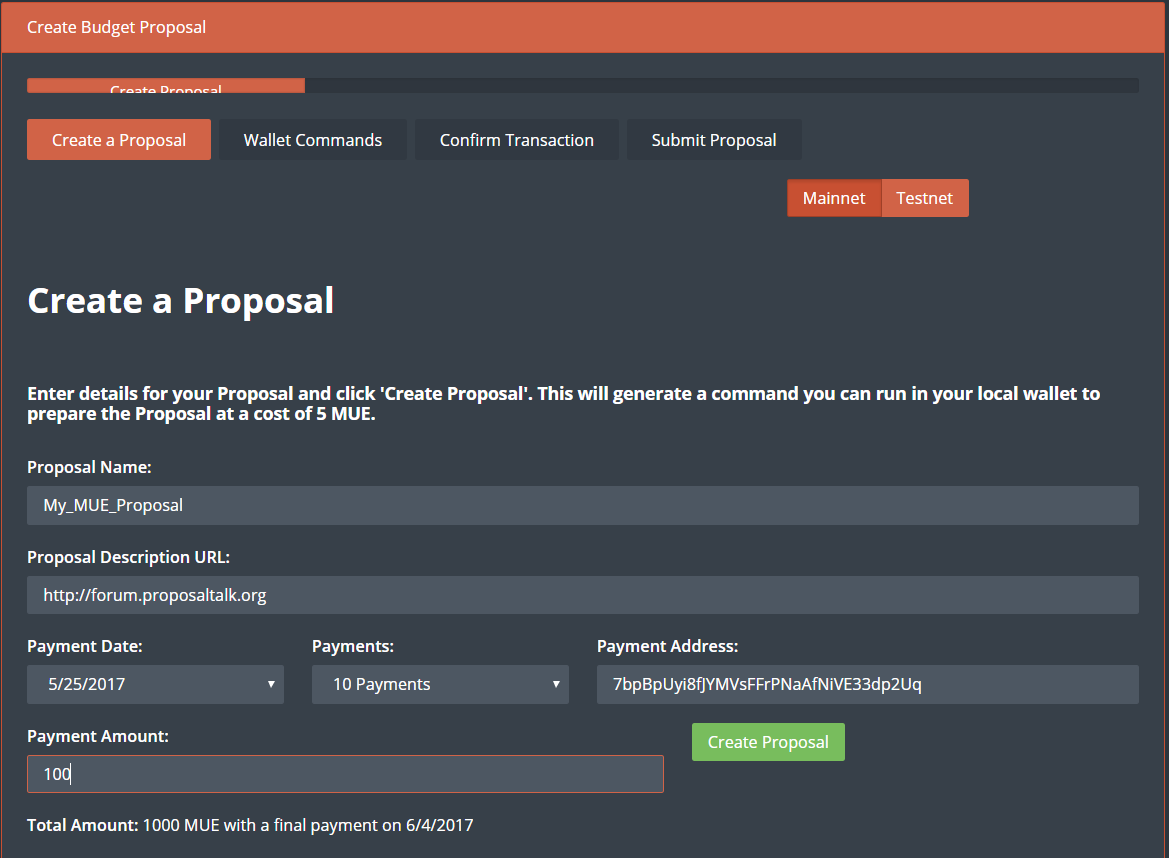 Create Budget Proposal
Create Proposal
Create a Proposal Wallet Commands Confirm Transaction Submit Proposal
Mainnet Testnet
Create a Proposal
Enter details for your Proposal and click 'Create Proposal'. This will generate a command you can run in your local wallet to
prepare the Proposal at a cost of 5 MUE.
Proposal Name:
My_MUE_Proposal
Proposal Description URL:
http://forum.proposaltalk.org
Payment Date: Payments: Payment Address:
5/25/2017 10 Payments 7bpBpUyi8fJYMVsFFrPNaAfNiVE33dp2Uq
Payment Amount:
Create Proposal
100
Total Amount: 1000 MUE with a final payment on 6/4/2017